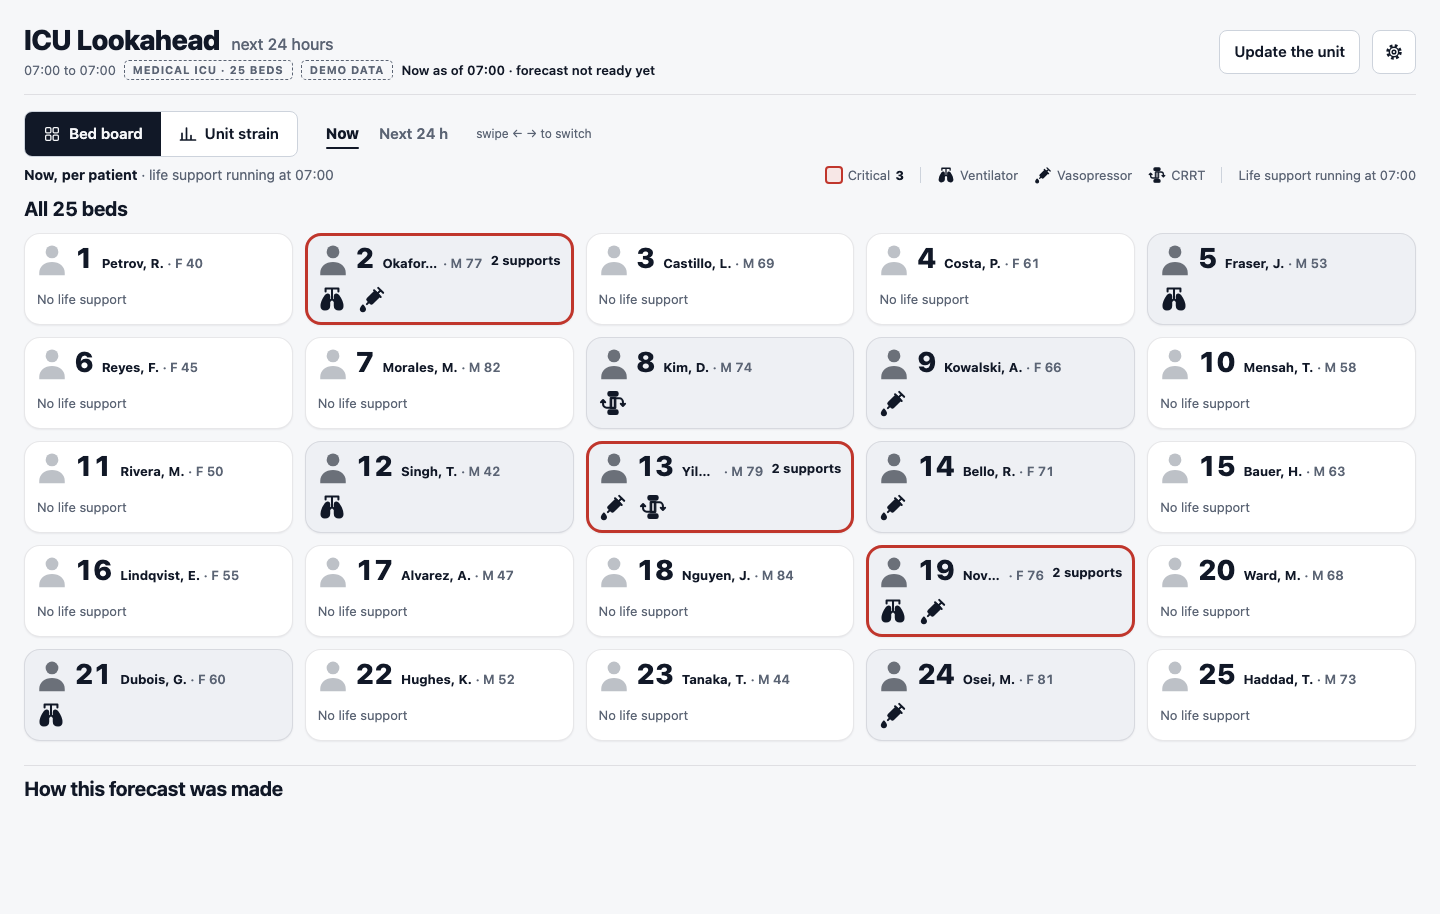 ICU Lookahead next 24 hours
07:00 to 07:00 MEDICAL ICU · 25 BEDS DEMO DATA Now as of 07:00 · forecast not ready yet
Update the unit
Bed board Unit strain Now Next 24 h swipe ← → to switch
Now, per patient · life support running at 07:00
Critical 3 Ventilator Vasopressor CRRT Life support running at 07:00
All 25 beds
1 Petrov, R. · F 40
No life support
2 Okafor... · M 77 2 supports
3 Castillo, L. · M 69
No life support
4 Costa, P. · F 61
No life support
5 Fraser, J. · M 53
6 Reyes, F. · F 45
No life support
7 Morales, M. · M 82
No life support
8 Kim, D. · M 74
9 Kowalski, A. · F 66
10 Mensah, T. · M 58
No life support
11 Rivera, M. · F 50
No life support
12 Singh, T. · M 42
13 Yil... · M 79 2 supports
14 Bello, R. · F 71
15 Bauer, H. · M 63
No life support
16 Lindqvist, E. · F 55
No life support
17 Alvarez, A. · M 47
No life support
18 Nguyen, J. · M 84
No life support
19 Nov... · F 76 2 supports
20 Ward, M. · M 68
No life support
21 Dubois, G. · F 60
22 Hughes, K. · M 52
No life support
23 Tanaka, T. · M 44
No life support
24 Osei, M. · F 81
25 Haddad, T. · M 73
No life support
How this forecast was made